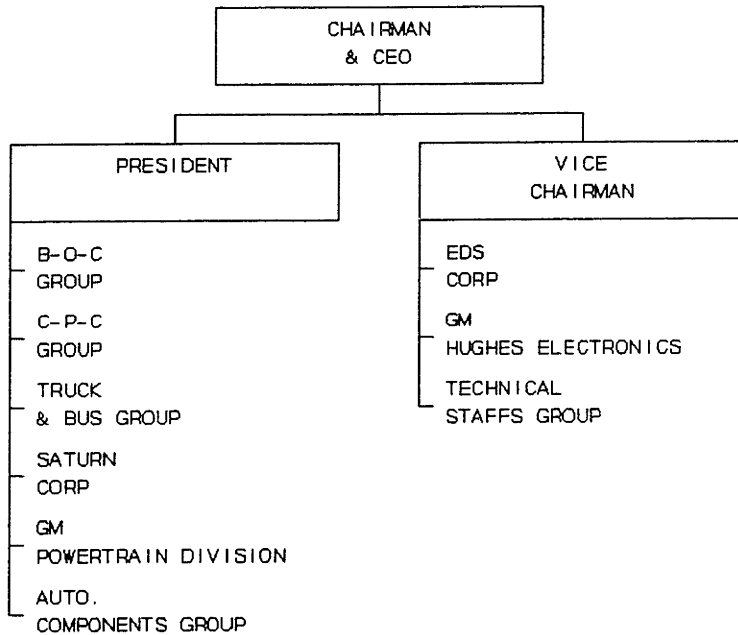 CHAIRMAN
& CEO
PRESIDENT
VICE
CHAIRMAN
B-O-C
GROUP
C-P-C
GROUP
TRUCK
& BUS GROUP
SATURN
CORP
GM
POWERTRAIN DIVISION
AUTO.
COMPONENTS GROUP
EDS
CORP
GM
HUGHES ELECTRONICS
TECHNICAL
STAFFS GROUP